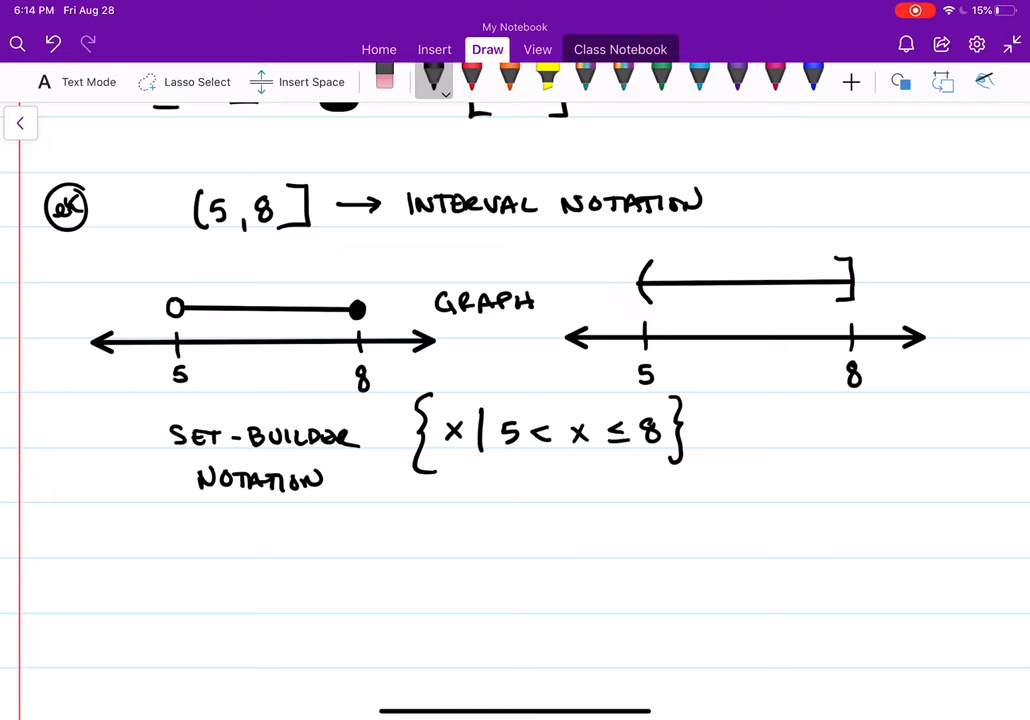 6:14 PM Fri Aug 28
15%
My Notebook
Home Insert Draw View Class Notebook
A Text Mode Lasso Select Insert Space
[ ]
ex (5,8] → INTERVAL NOTATION
GRAPH
5 8 5 8
SET-BUILDER {x| 5 < x ≤ 8}
NOTATION